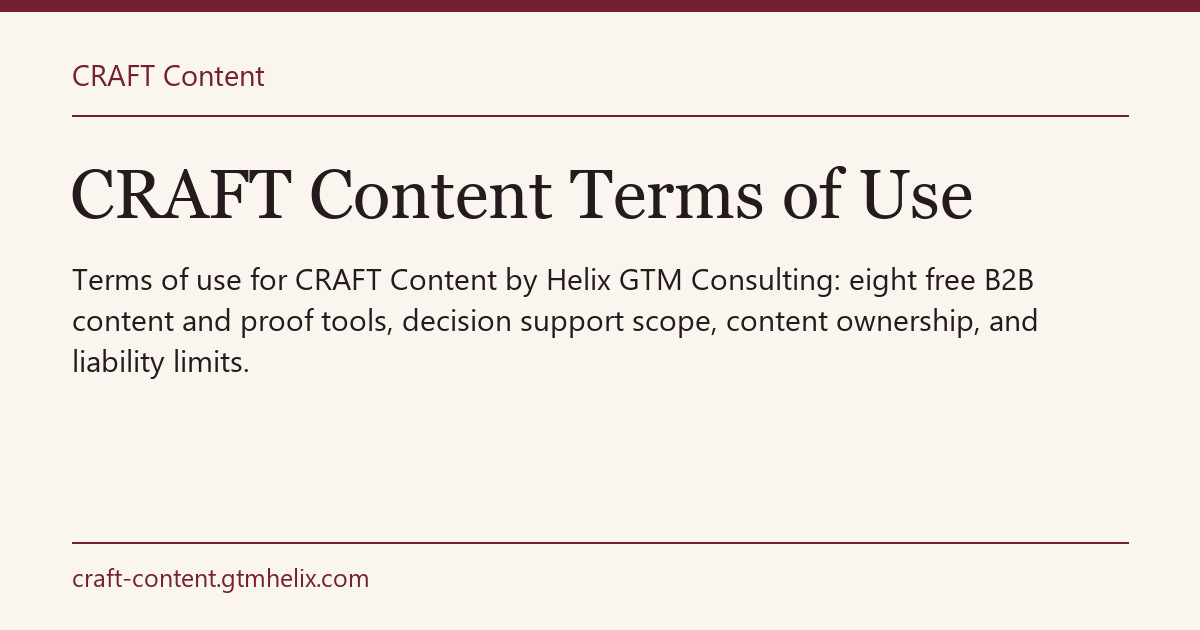 CRAFT Content
CRAFT Content Terms of Use
Terms of use for CRAFT Content by Helix GTM Consulting: eight free B2B
content and proof tools, decision support scope, content ownership, and
liability limits.
craft-content.gtmhelix.com